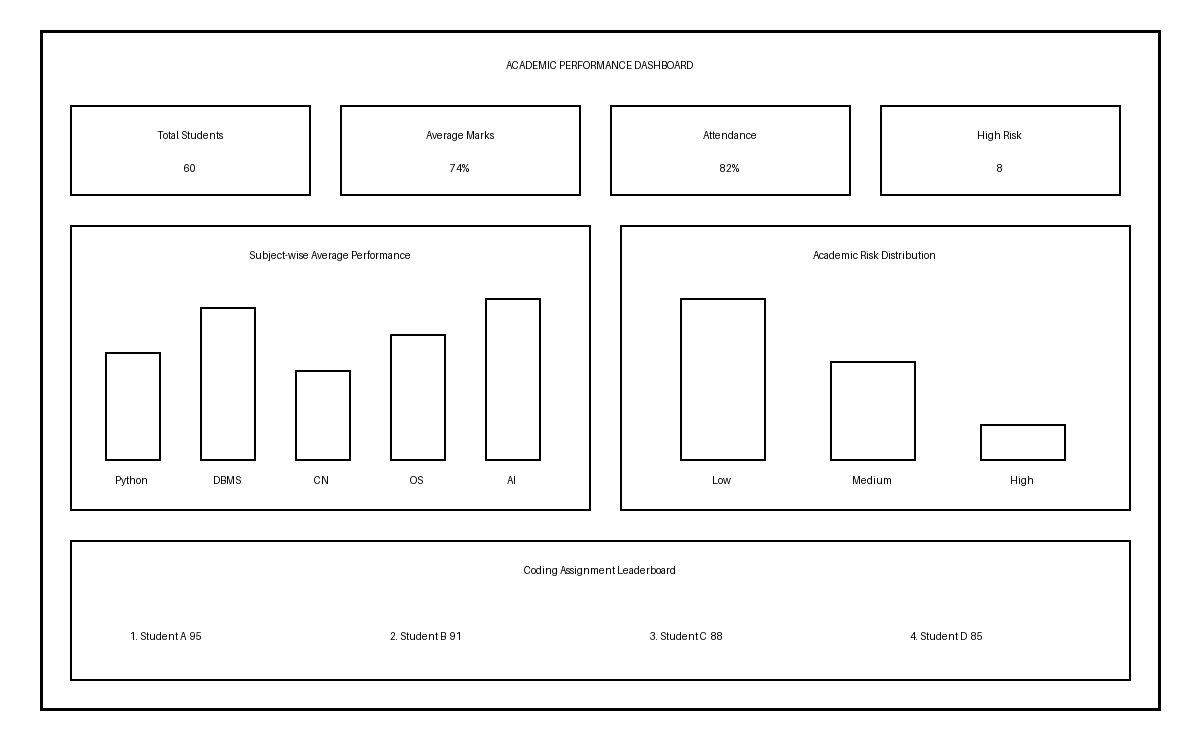 ACADEMIC PERFORMANCE DASHBOARD
Total Students
60
Average Marks
74%
Attendance
82%
High Risk
8
Subject-wise Average Performance
Python DBMS CN OS AI
Academic Risk Distribution
Low Medium High
Coding Assignment Leaderboard
1. Student A 95 2. Student B 91 3. Student C 88 4. Student D 85